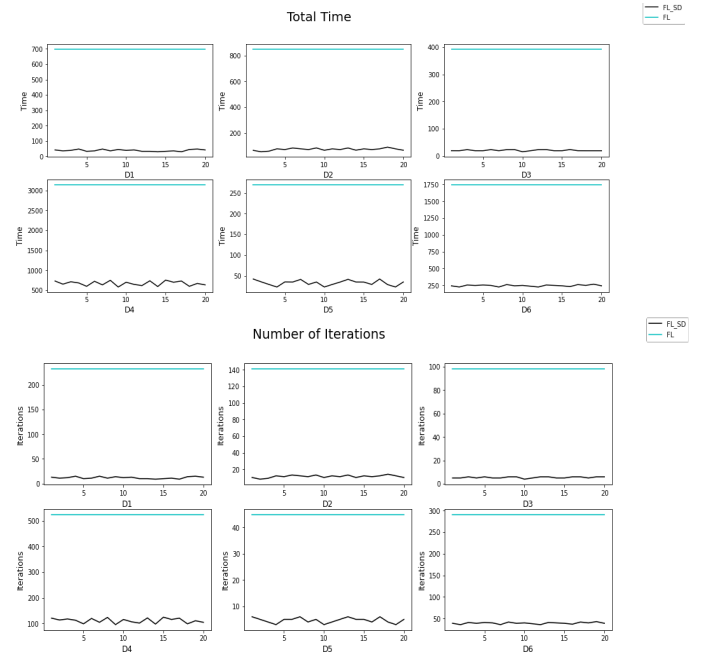 Total Time
FL_SD
FL
700
600
500
400
300
200
100
0
Time
5 10 15 20
D1
800
600
400
200
Time
5 10 15 20
D2
400
300
200
100
0
Time
5 10 15 20
D3
3000
2500
2000
1500
1000
500
Time
5 10 15 20
D4
250
200
150
100
50
Time
5 10 15 20
D5
1750
1500
1250
1000
750
500
250
Time
5 10 15 20
D6
Number of Iterations
FL_SD
FL
200
150
100
50
0
Iterations
5 10 15 20
D1
140
120
100
80
60
40
20
Iterations
5 10 15 20
D2
100
80
60
40
20
0
Iterations
5 10 15 20
D3
500
400
300
200
100
Iterations
5 10 15 20
D4
40
30
20
10
Iterations
5 10 15 20
D5
300
250
200
150
100
50
Iterations
5 10 15 20
D6